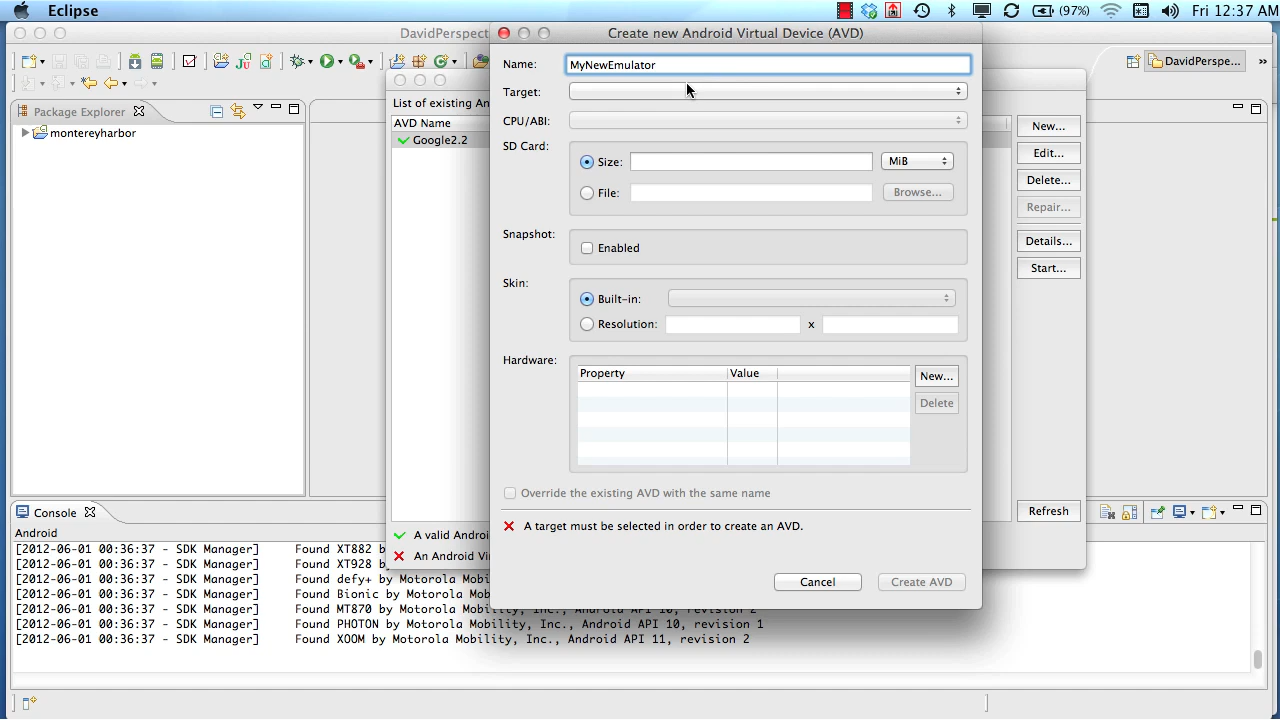 Eclipse
(97%)
Fri 12:37 AM
DavidPerspect
Create new Android Virtual Device (AVD)
DavidPerspe...
»
Package Explorer
montereyharbor
List of existing An
AVD Name
Google2.2
Name:
MyNewEmulator
Target:
CPU/ABI:
SD Card:
Size:
MiB
File:
Browse...
Snapshot:
Enabled
Skin:
Built-in:
Resolution:
x
Hardware:
Property
Value
New...
Delete
Override the existing AVD with the same name
A target must be selected in order to create an AVD.
Cancel
Create AVD
New...
Edit...
Delete...
Repair...
Details...
Start...
Refresh
A valid Androi
An Android Vi
Console
Android
[2012-06-01 00:36:37 - SDK Manager] Found XT882 b
[2012-06-01 00:36:37 - SDK Manager] Found XT928 b
[2012-06-01 00:36:37 - SDK Manager] Found defy+ by Motorola Mob
[2012-06-01 00:36:37 - SDK Manager] Found Bionic by Motorola Mo
[2012-06-01 00:36:37 - SDK Manager] Found MT870 by Motorola Mobility, Inc., Android API 10, revision 2
[2012-06-01 00:36:37 - SDK Manager] Found PHOTON by Motorola Mobility, Inc., Android API 10, revision 1
[2012-06-01 00:36:37 - SDK Manager] Found XOOM by Motorola Mobility, Inc., Android API 11, revision 2